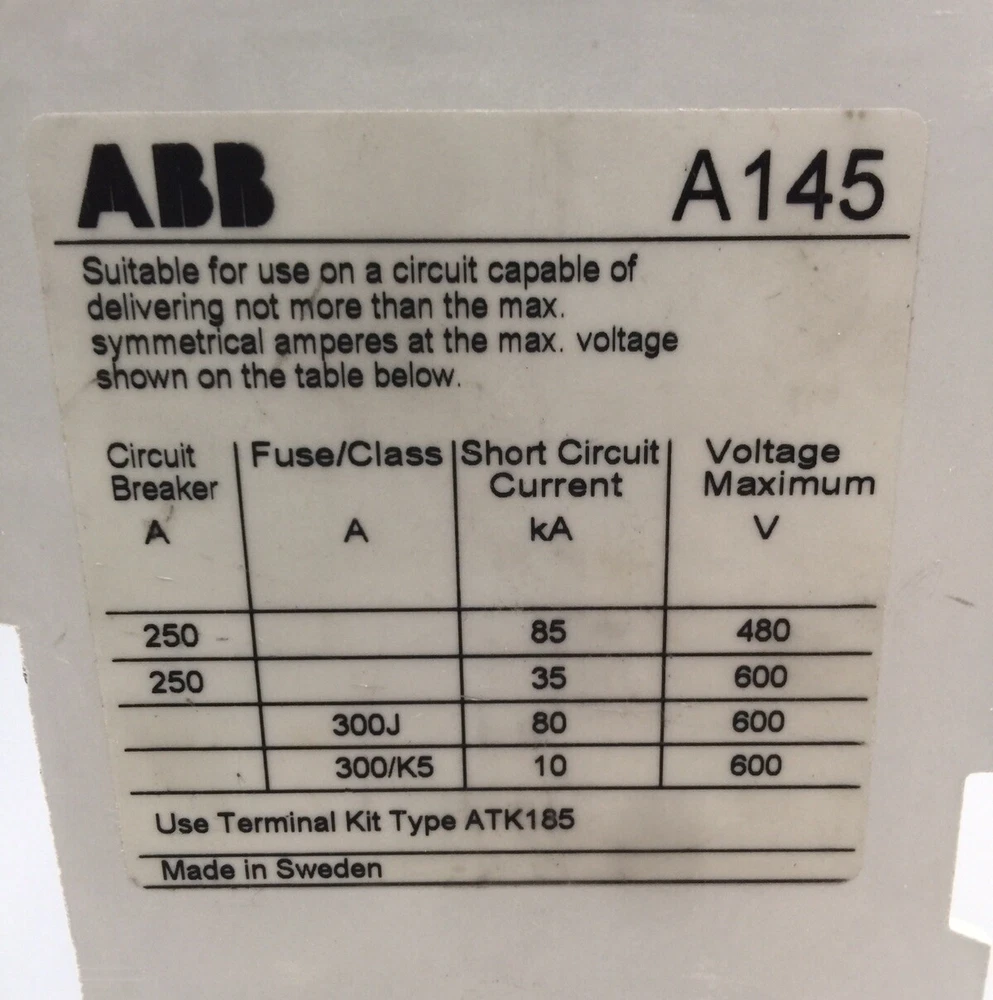 ABB A145
Suitable for use on a circuit capable of
delivering not more than the max.
symmetrical amperes at the max. voltage
shown on the table below.
Circuit Fuse/Class Short Circuit Voltage
Breaker Current Maximum
A A kA V
250 85 480
250 35 600
300J 80 600
300/K5 10 600
Use Terminal Kit Type ATK185
Made in Sweden